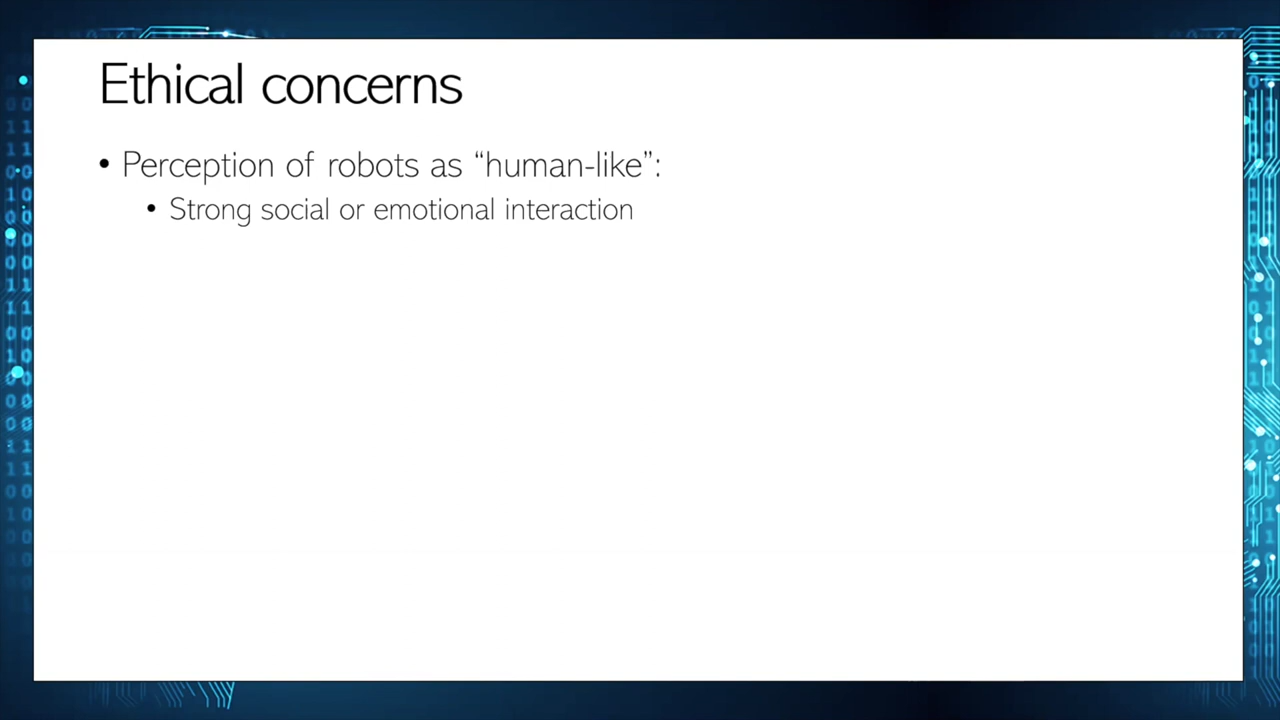 Ethical concerns
• Perception of robots as “human-like”:
• Strong social or emotional interaction